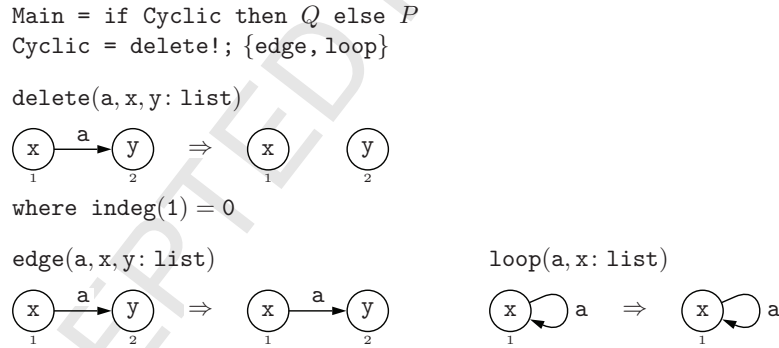 Main = if Cyclic then Q else P
Cyclic = delete!; {edge, loop}
delete(a, x, y: list)
x a y ⇒ x y
1 2 1 2
where indeg(1) = 0
edge(a, x, y: list) loop(a, x: list)
x a y ⇒ x a y x a ⇒ x a
1 2 1 2 1 1
EPTED